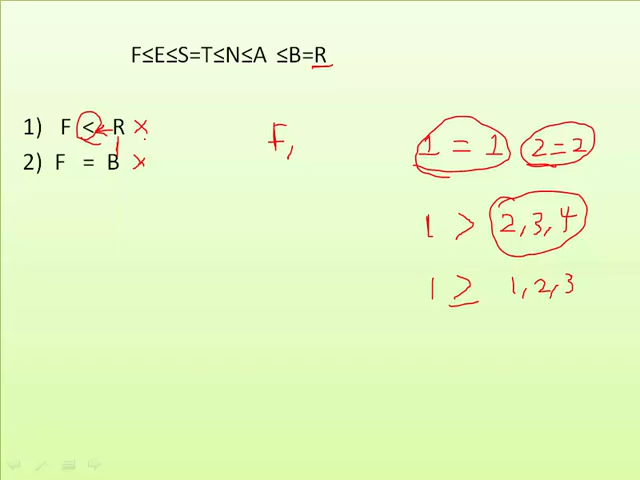 F≤E≤S=T≤N≤A ≤B=R
1) F < R ×
F,
1 = 1 2 = 2
2) F = B ×
1 > 2, 3, 4
1 ≥ 1, 2, 3